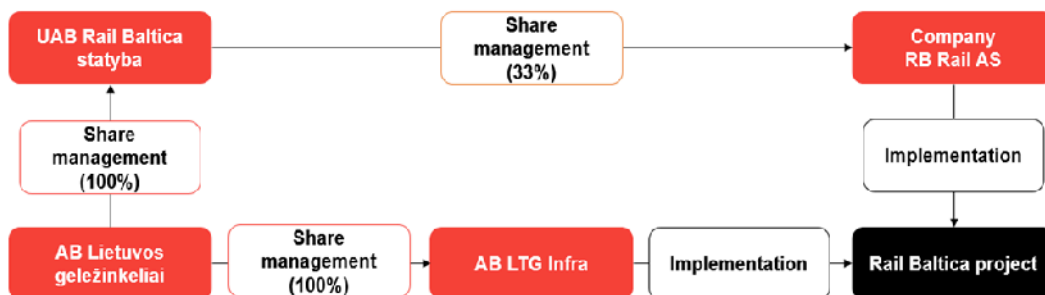 UAB Rail Baltica
statyba
Share
management
(33%)
Company
RB Rail AS
Share
management
(100%)
Implementation
AB Lietuvos
geležinkeliai
Share
management
(100%)
AB LTG Infra
Implementation
Rail Baltica project